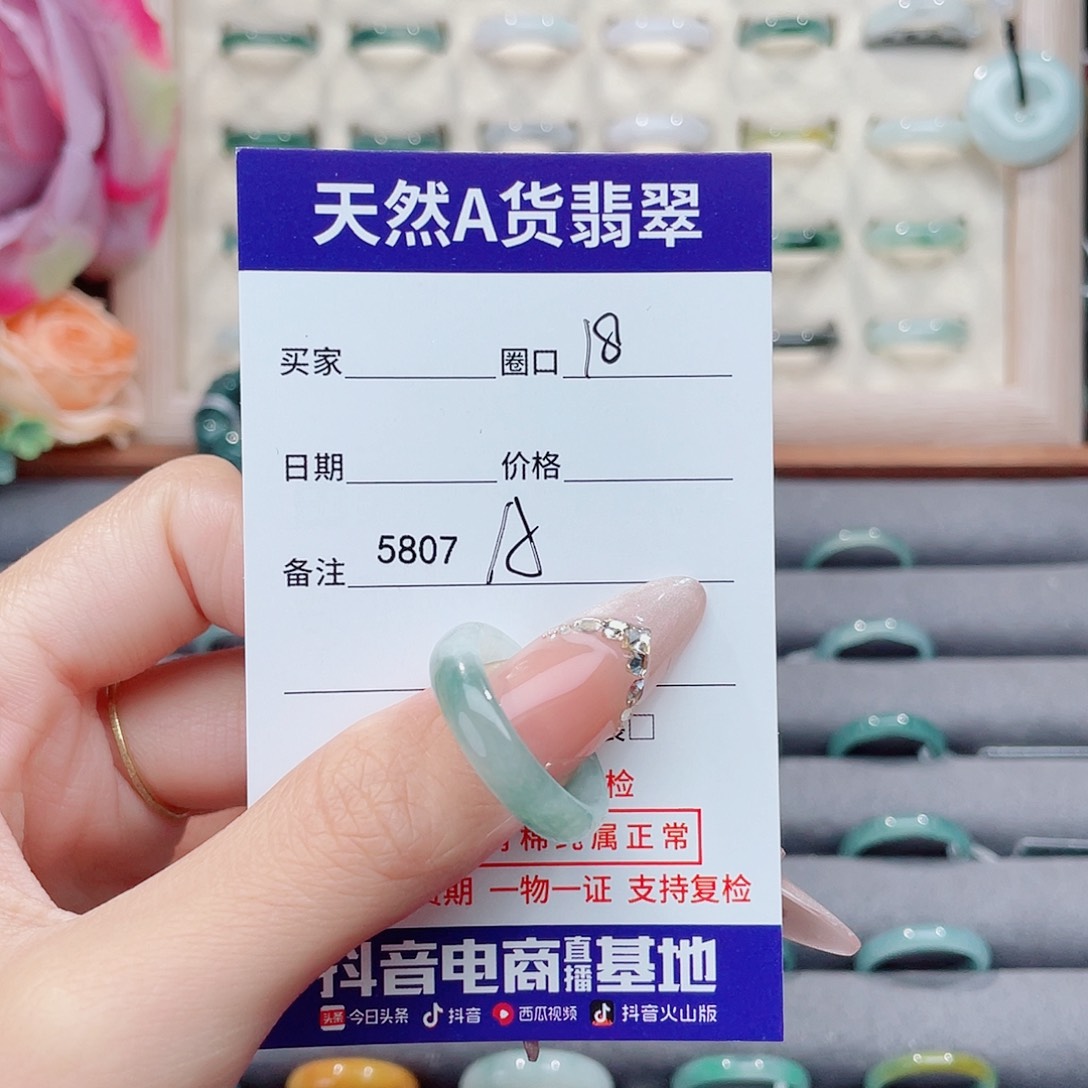 天然A货翡翠
买家 圈口 18
日期 价格
备注 5807
检
属正常
期 一物一证 支持复检
抖音电商直播基地
头条 今日头条 抖音 西瓜视频 抖音火山版